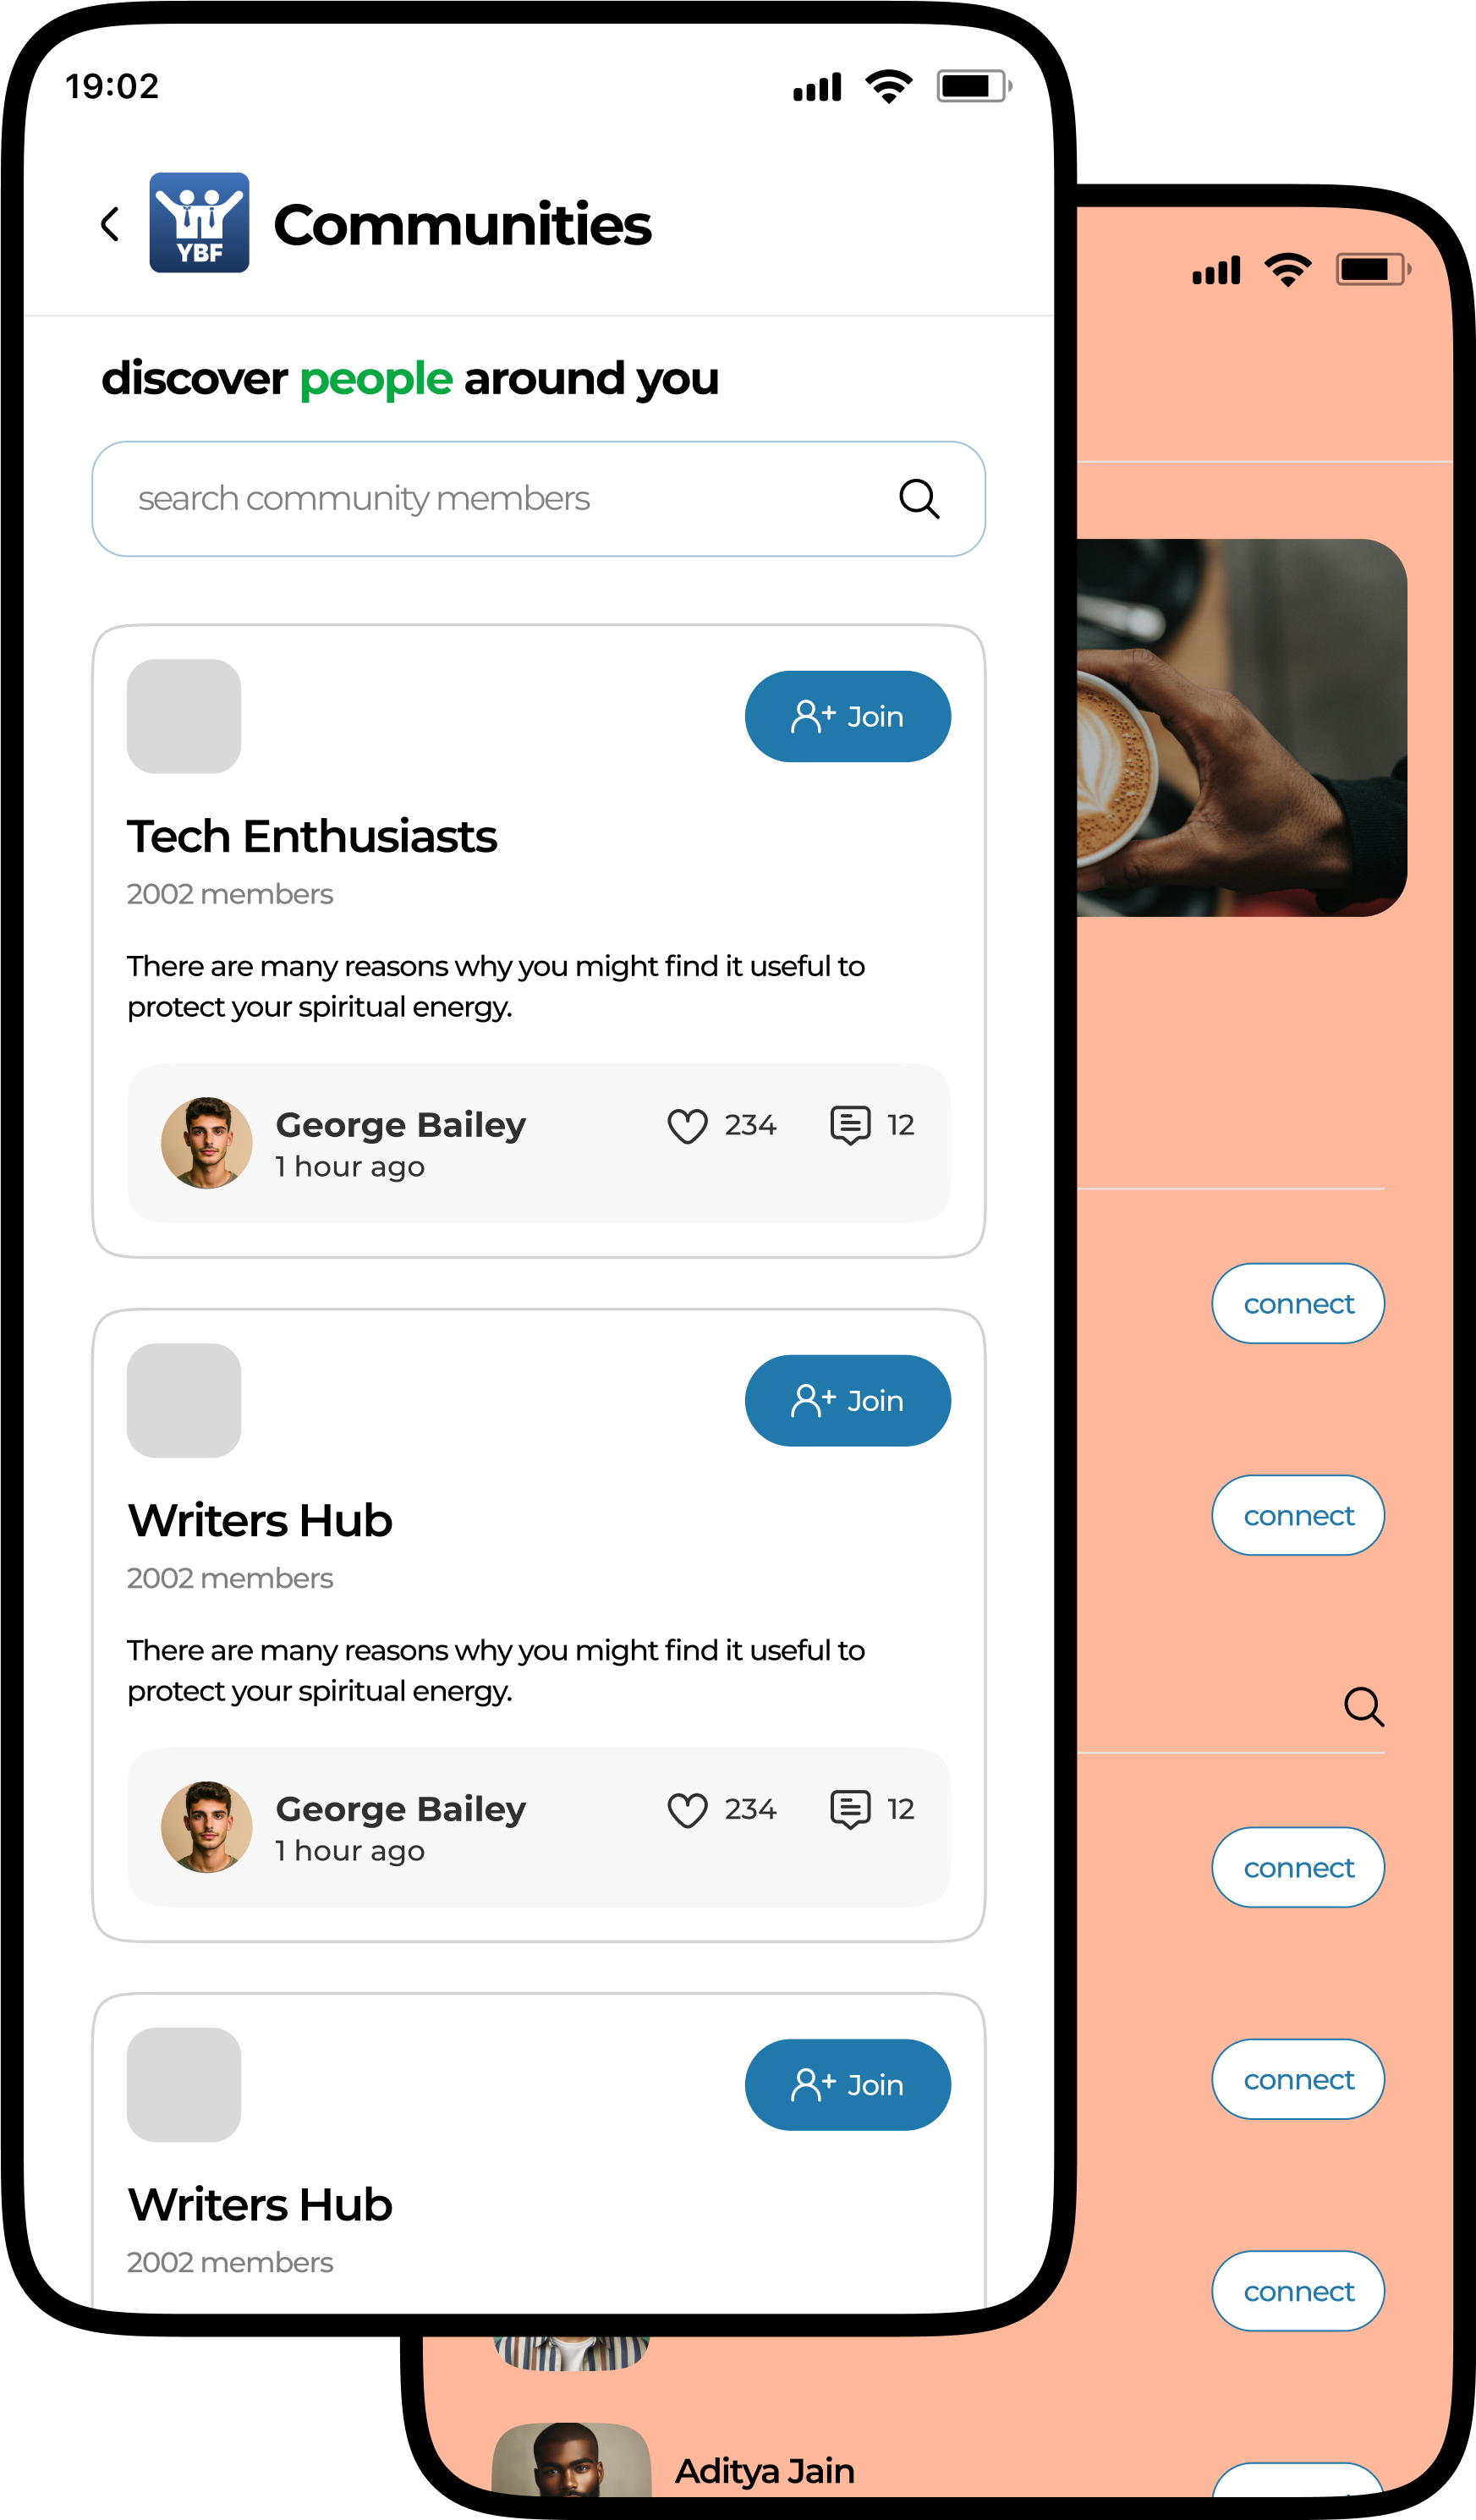 19:02
YBF
Communities
discover people around you
search community members
Join
Tech Enthusiasts
2002 members
There are many reasons why you might find it useful to
protect your spiritual energy.
George Bailey
234
12
1 hour ago
Join
Writers Hub
2002 members
There are many reasons why you might find it useful to
protect your spiritual energy.
George Bailey
234
12
1 hour ago
Join
Writers Hub
2002 members
connect
connect
connect
connect
connect
Aditya Jain